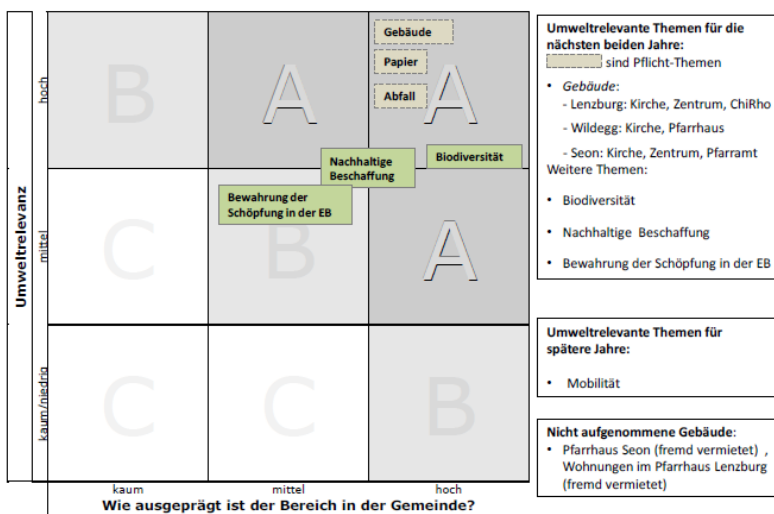 Umweltrelevanz
hoch
mittel
kaum/niedrig
B
A
A
C
B
A
C
C
B
Gebäude
Papier
Abfall
Biodiversität
Nachhaltige
Beschaffung
Bewahrung der
Schöpfung in der EB
kaum
mittel
hoch
Wie ausgeprägt ist der Bereich in der Gemeinde?
Umweltrelevante Themen für die
nächsten beiden Jahre:
sind Pflicht-Themen
• Gebäude:
- Lenzburg: Kirche, Zentrum, ChiRho
- Wildegg: Kirche, Pfarrhaus
- Seon: Kirche, Zentrum, Pfarramt
Weitere Themen:
• Biodiversität
• Nachhaltige Beschaffung
• Bewahrung der Schöpfung in der EB
Umweltrelevante Themen für
spätere Jahre:
• Mobilität
Nicht aufgenommene Gebäude:
• Pfarrhaus Seon (fremd vermietet) ,
Wohnungen im Pfarrhaus Lenzburg
(fremd vermietet)